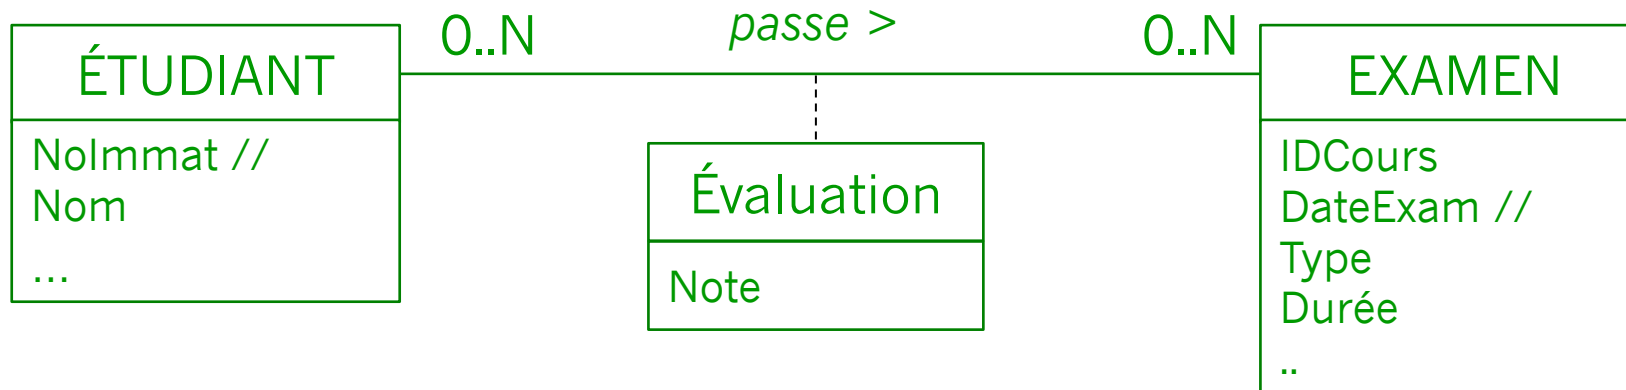 ÉTUDIANT
NoImmat //
Nom
...
0..N
passe >
0..N
Évaluation
Note
EXAMEN
IDCours
DateExam //
Type
Durée
..